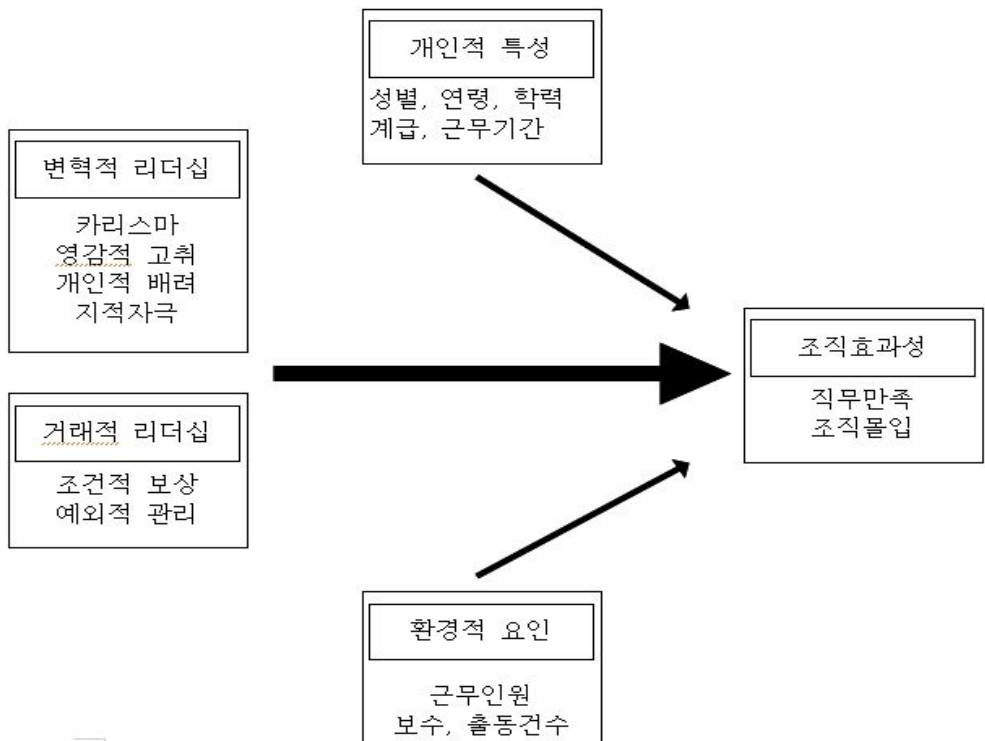 개인적 특성
성별, 연령, 학력
계급, 근무기간
변혁적 리더십
카리스마
영감적 고취
개인적 배려
지적자극
조직효과성
직무만족
조직몰입
거래적 리더십
조건적 보상
예외적 관리
환경적 요인
근무인원
보수, 출동건수